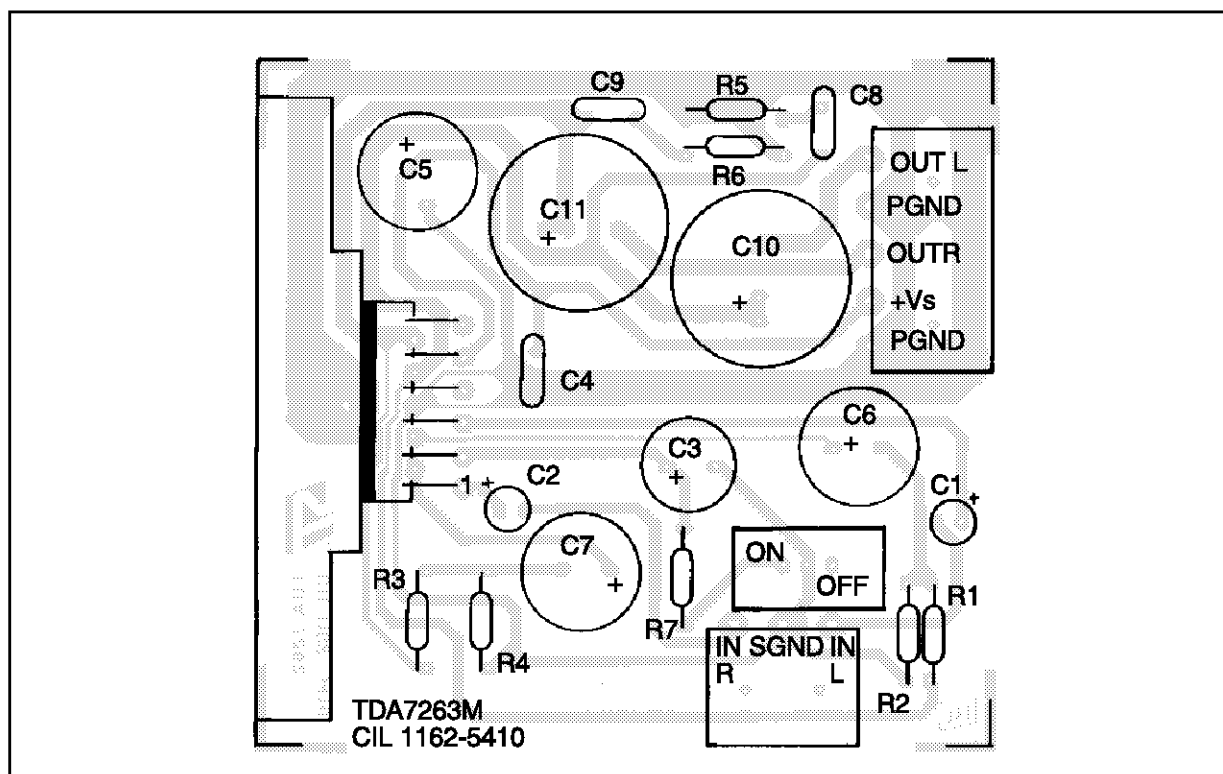 C9
R5
C8
+
C5
R6
OUT L
PGND
C11
+
C10
+
OUTR
+Vs
PGND
C4
C6
+
C3
+
1
+
C2
C1
+
C7
+
ON
OFF
R3
R4
R7
R1
R2
IN SGND IN
R L
TDA7263M
CIL 1162-5410